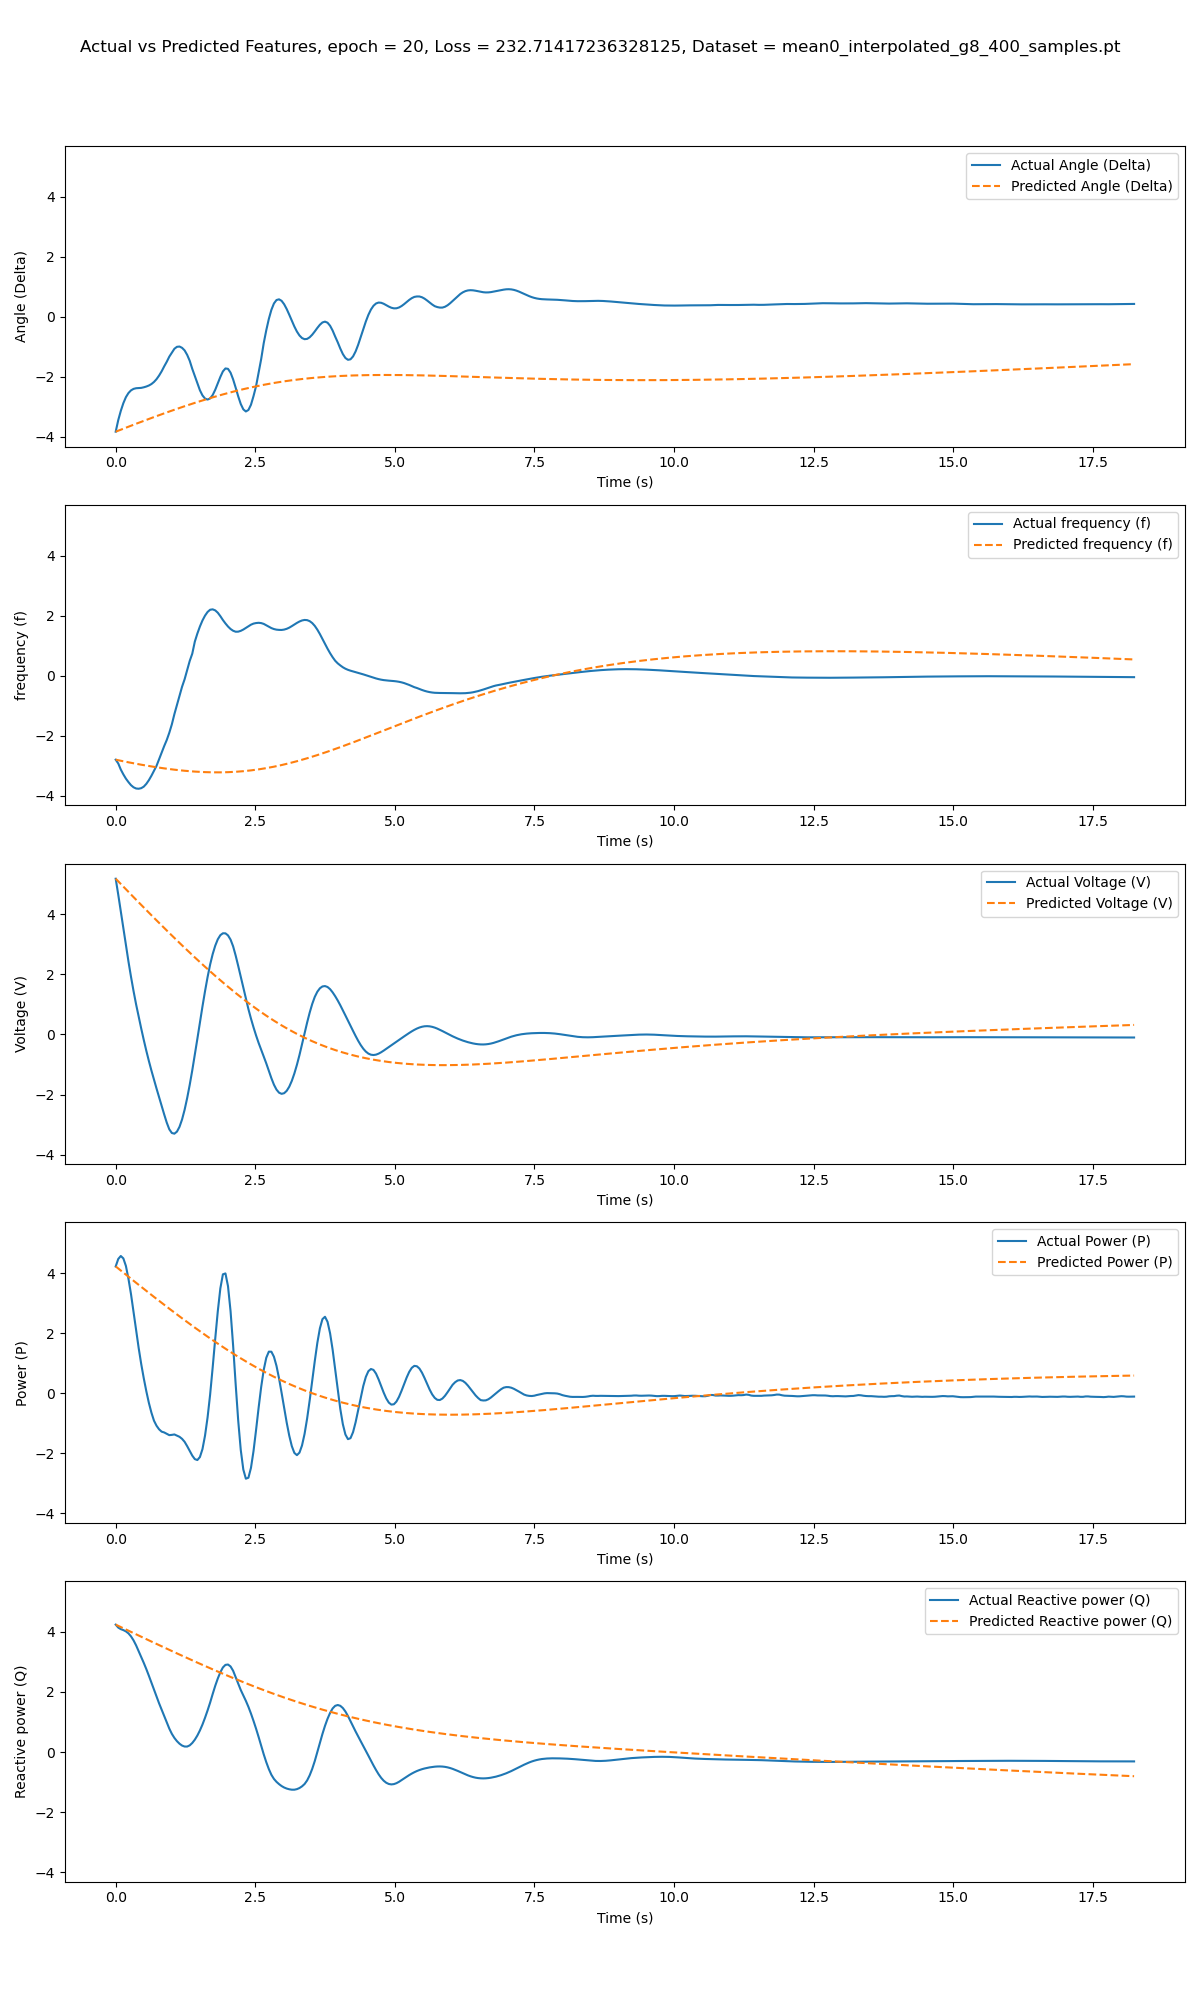 Actual vs Predicted Features, epoch = 20, Loss = 232.71417236328125, Dataset = mean0_interpolated_g8_400_samples.pt
Actual Angle (Delta)
Predicted Angle (Delta)
Angle (Delta)
4
2
0
−2
−4
0.0 2.5 5.0 7.5 10.0 12.5 15.0 17.5
Time (s)
Actual frequency (f)
Predicted frequency (f)
frequency (f)
4
2
0
−2
−4
0.0 2.5 5.0 7.5 10.0 12.5 15.0 17.5
Time (s)
Actual Voltage (V)
Predicted Voltage (V)
Voltage (V)
4
2
0
−2
−4
0.0 2.5 5.0 7.5 10.0 12.5 15.0 17.5
Time (s)
Actual Power (P)
Predicted Power (P)
Power (P)
4
2
0
−2
−4
0.0 2.5 5.0 7.5 10.0 12.5 15.0 17.5
Time (s)
Actual Reactive power (Q)
Predicted Reactive power (Q)
Reactive power (Q)
4
2
0
−2
−4
0.0 2.5 5.0 7.5 10.0 12.5 15.0 17.5
Time (s)